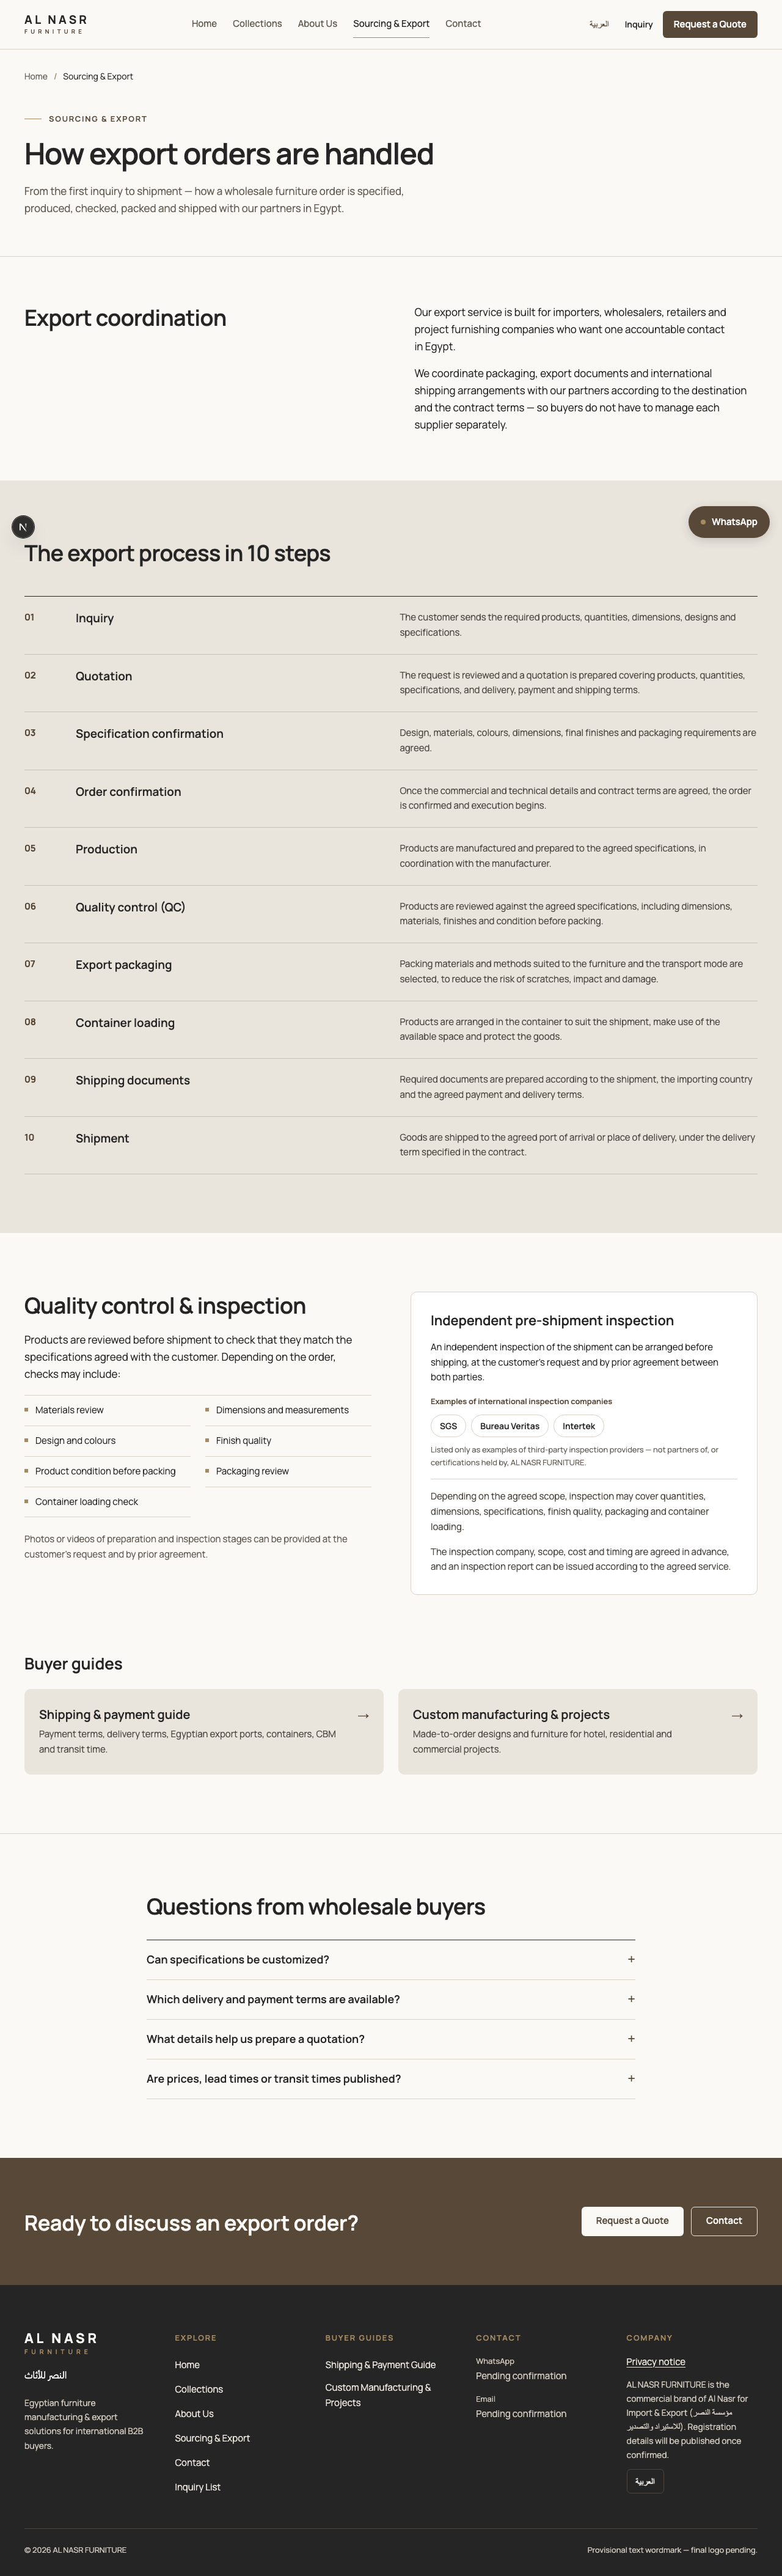 AL NASR
FURNITURE
Home
Collections
About Us
Sourcing & Export
Contact
العربية
Inquiry
Request a Quote
Home / Sourcing & Export
SOURCING & EXPORT
How export orders are handled
From the first inquiry to shipment — how a wholesale furniture order is specified,
produced, checked, packed and shipped with our partners in Egypt.
Export coordination
Our export service is built for importers, wholesalers, retailers and
project furnishing companies who want one accountable contact
in Egypt.
We coordinate packaging, export documents and international
shipping arrangements with our partners according to the destination
and the contract terms — so buyers do not have to manage each
supplier separately.
N
WhatsApp
The export process in 10 steps
01
Inquiry
The customer sends the required products, quantities, dimensions, designs and
specifications.
02
Quotation
The request is reviewed and a quotation is prepared covering products, quantities,
specifications, and delivery, payment and shipping terms.
03
Specification confirmation
Design, materials, colours, dimensions, final finishes and packaging requirements are
agreed.
04
Order confirmation
Once the commercial and technical details and contract terms are agreed, the order
is confirmed and execution begins.
05
Production
Products are manufactured and prepared to the agreed specifications, in
coordination with the manufacturer.
06
Quality control (QC)
Products are reviewed against the agreed specifications, including dimensions,
materials, finishes and condition before packing.
07
Export packaging
Packing materials and methods suited to the furniture and the transport mode are
selected, to reduce the risk of scratches, impact and damage.
08
Container loading
Products are arranged in the container to suit the shipment, make use of the
available space and protect the goods.
09
Shipping documents
Required documents are prepared according to the shipment, the importing country
and the agreed payment and delivery terms.
10
Shipment
Goods are shipped to the agreed port of arrival or place of delivery, under the delivery
term specified in the contract.
Quality control & inspection
Products are reviewed before shipment to check that they match the
specifications agreed with the customer. Depending on the order,
checks may include:
Materials review
Dimensions and measurements
Design and colours
Finish quality
Product condition before packing
Packaging review
Container loading check
Photos or videos of preparation and inspection stages can be provided at the
customer's request and by prior agreement.
Independent pre-shipment inspection
An independent inspection of the shipment can be arranged before
shipping, at the customer's request and by prior agreement between
both parties.
Examples of international inspection companies
SGS
Bureau Veritas
Intertek
Listed only as examples of third-party inspection providers — not partners of, or
certifications held by, AL NASR FURNITURE.
Depending on the agreed scope, inspection may cover quantities,
dimensions, specifications, finish quality, packaging and container
loading.
The inspection company, scope, cost and timing are agreed in advance,
and an inspection report can be issued according to the agreed service.
Buyer guides
Shipping & payment guide →
Payment terms, delivery terms, Egyptian export ports, containers, CBM
and transit time.
Custom manufacturing & projects →
Made-to-order designs and furniture for hotel, residential and
commercial projects.
Questions from wholesale buyers
Can specifications be customized? +
Which delivery and payment terms are available? +
What details help us prepare a quotation? +
Are prices, lead times or transit times published? +
Ready to discuss an export order?
Request a Quote
Contact
AL NASR
FURNITURE
النصر للأثاث
Egyptian furniture
manufacturing & export
solutions for international B2B
buyers.
EXPLORE
Home
Collections
About Us
Sourcing & Export
Contact
Inquiry List
BUYER GUIDES
Shipping & Payment Guide
Custom Manufacturing &
Projects
CONTACT
WhatsApp
Pending confirmation
Email
Pending confirmation
COMPANY
Privacy notice
AL NASR FURNITURE is the
commercial brand of Al Nasr for
Import & Export (مؤسسة النصر
للاستيراد والتصدير). Registration
details will be published once
confirmed.
العربية
© 2026 AL NASR FURNITURE
Provisional text wordmark — final logo pending.